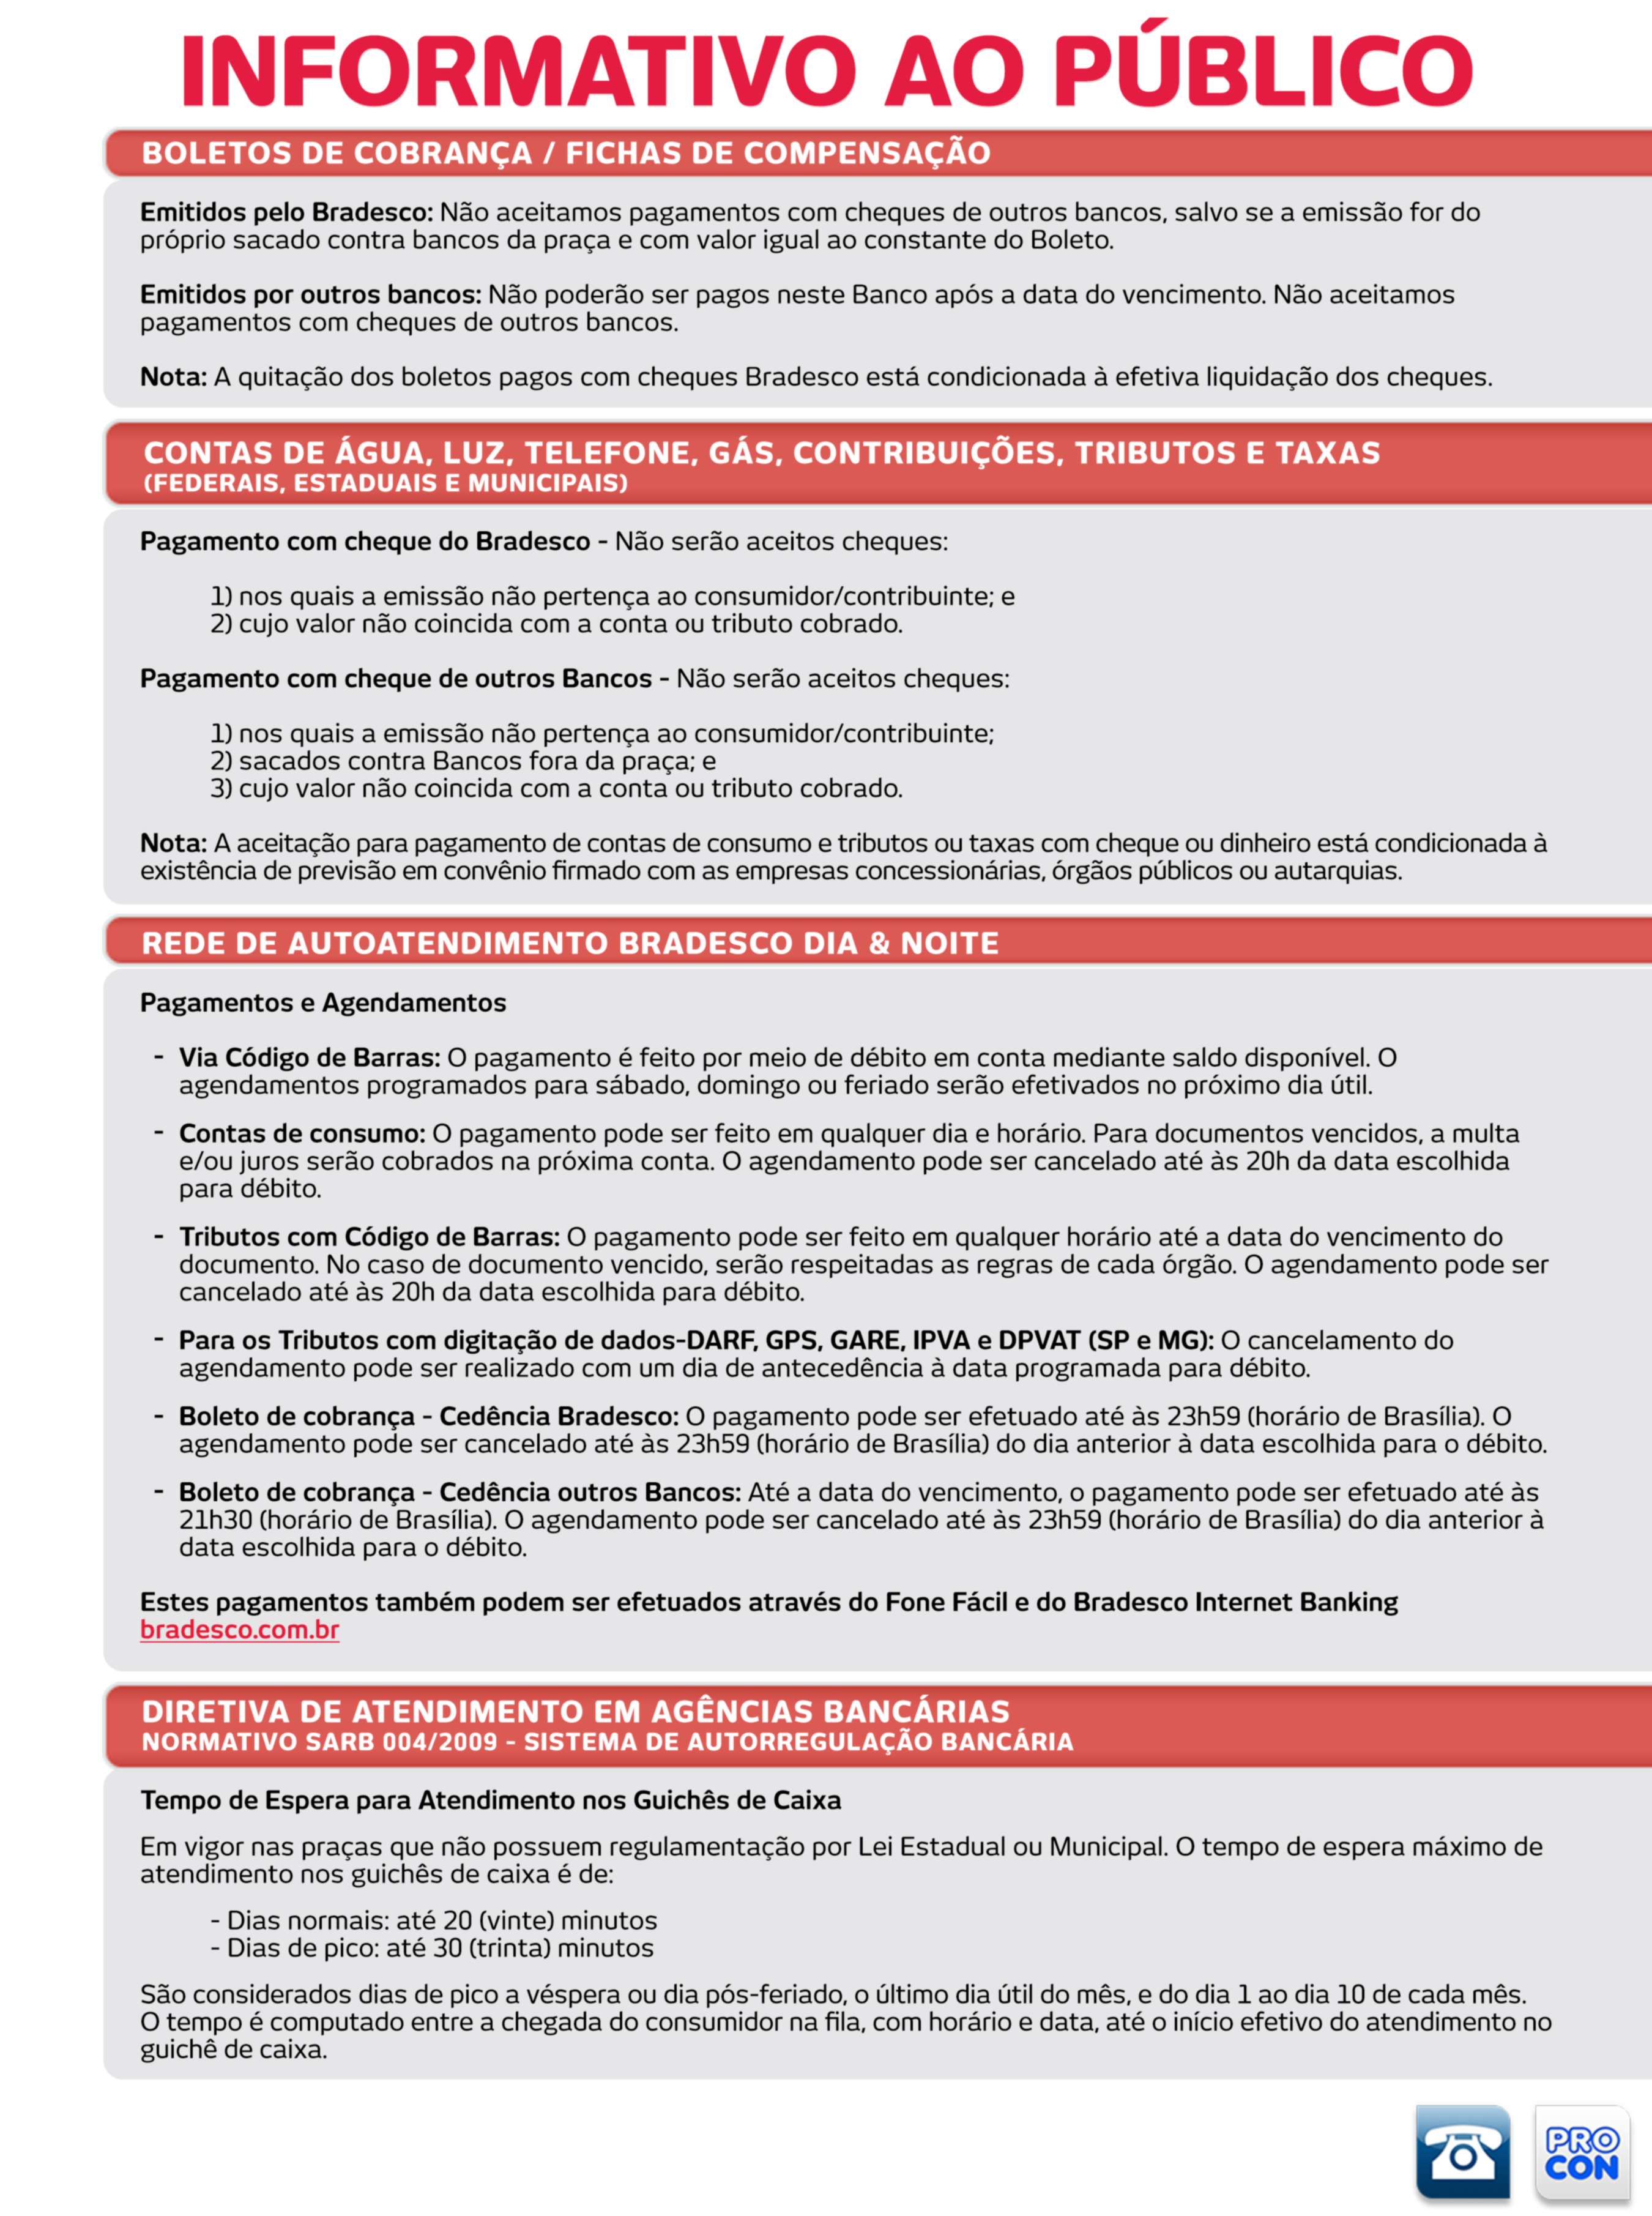 INFORMATIVO AO PÚBLICO
BOLETOS DE COBRANÇA / FICHAS DE COMPENSAÇÃO
Emitidos pelo Bradesco: Não aceitamos pagamentos com cheques de outros bancos, salvo se a emissão for do
próprio sacado contra bancos da praça e com valor igual ao constante do Boleto.
Emitidos por outros bancos: Não poderão ser pagos neste Banco após a data do vencimento. Não aceitamos
pagamentos com cheques de outros bancos.
Nota: A quitação dos boletos pagos com cheques Bradesco está condicionada à efetiva liquidação dos cheques.
CONTAS DE ÁGUA, LUZ, TELEFONE, GÁS, CONTRIBUIÇÕES, TRIBUTOS E TAXAS
(FEDERAIS, ESTADUAIS E MUNICIPAIS)
Pagamento com cheque do Bradesco - Não serão aceitos cheques:
1) nos quais a emissão não pertença ao consumidor/contribuinte; e
2) cujo valor não coincida com a conta ou tributo cobrado.
Pagamento com cheque de outros Bancos - Não serão aceitos cheques:
1) nos quais a emissão não pertença ao consumidor/contribuinte;
2) sacados contra Bancos fora da praça; e
3) cujo valor não coincida com a conta ou tributo cobrado.
Nota: A aceitação para pagamento de contas de consumo e tributos ou taxas com cheque ou dinheiro está condicionada à
existência de previsão em convênio firmado com as empresas concessionárias, órgãos públicos ou autarquias.
REDE DE AUTOATENDIMENTO BRADESCO DIA & NOITE
Pagamentos e Agendamentos
- Via Código de Barras: O pagamento é feito por meio de débito em conta mediante saldo disponível. O
agendamentos programados para sábado, domingo ou feriado serão efetivados no próximo dia útil.
- Contas de consumo: O pagamento pode ser feito em qualquer dia e horário. Para documentos vencidos, a multa
e/ou juros serão cobrados na próxima conta. O agendamento pode ser cancelado até às 20h da data escolhida
para débito.
- Tributos com Código de Barras: O pagamento pode ser feito em qualquer horário até a data do vencimento do
documento. No caso de documento vencido, serão respeitadas as regras de cada órgão. O agendamento pode ser
cancelado até às 20h da data escolhida para débito.
- Para os Tributos com digitação de dados-DARF, GPS, GARE, IPVA e DPVAT (SP e MG): O cancelamento do
agendamento pode ser realizado com um dia de antecedência à data programada para débito.
- Boleto de cobrança - Cedência Bradesco: O pagamento pode ser efetuado até às 23h59 (horário de Brasília). O
agendamento pode ser cancelado até às 23h59 (horário de Brasília) do dia anterior à data escolhida para o débito.
- Boleto de cobrança - Cedência outros Bancos: Até a data do vencimento, o pagamento pode ser efetuado até às
21h30 (horário de Brasília). O agendamento pode ser cancelado até às 23h59 (horário de Brasília) do dia anterior à
data escolhida para o débito.
Estes pagamentos também podem ser efetuados através do Fone Fácil e do Bradesco Internet Banking
bradesco.com.br
DIRETIVA DE ATENDIMENTO EM AGÊNCIAS BANCÁRIAS
NORMATIVO SARB 004/2009 - SISTEMA DE AUTORREGULAÇÃO BANCÁRIA
Tempo de Espera para Atendimento nos Guichês de Caixa
Em vigor nas praças que não possuem regulamentação por Lei Estadual ou Municipal. O tempo de espera máximo de
atendimento nos guichês de caixa é de:
- Dias normais: até 20 (vinte) minutos
- Dias de pico: até 30 (trinta) minutos
São considerados dias de pico a véspera ou dia pós-feriado, o último dia útil do mês, e do dia 1 ao dia 10 de cada mês.
O tempo é computado entre a chegada do consumidor na fila, com horário e data, até o início efetivo do atendimento no
guichê de caixa.
PRO
CON